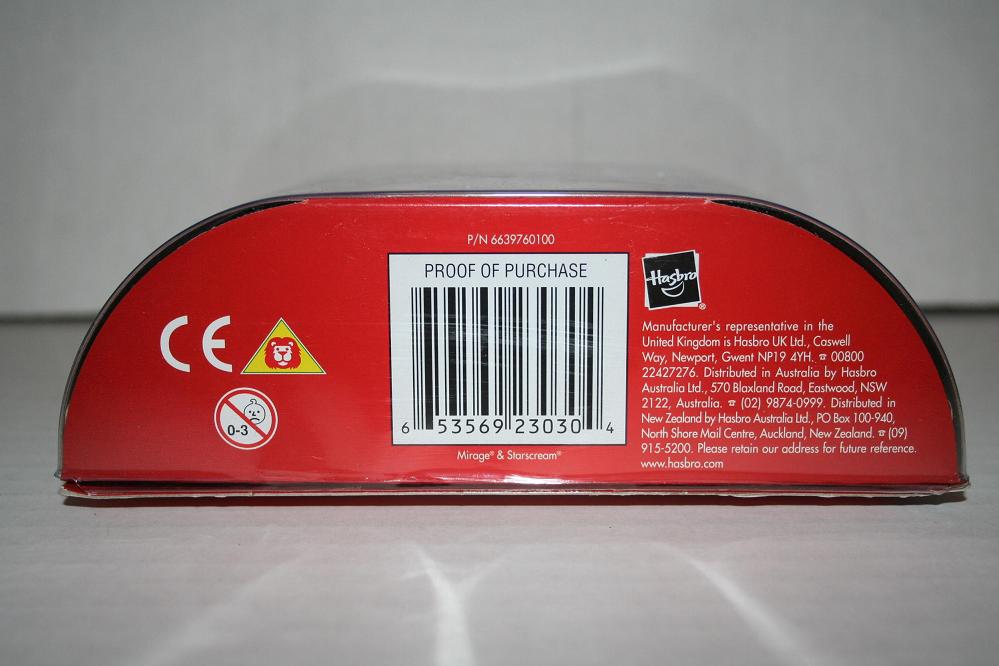 P/N 6639760100
PROOF OF PURCHASE
6 53569 23030 4
Mirage® & Starscream®
CE
0-3
Hasbro®
Manufacturer's representative in the
United Kingdom is Hasbro UK Ltd., Caswell
Way, Newport, Gwent NP19 4YH. ☎ 00800
22427276. Distributed in Australia by Hasbro
Australia Ltd., 570 Blaxland Road, Eastwood, NSW
2122, Australia. ☎ (02) 9874-0999. Distributed in
New Zealand by Hasbro Australia Ltd., PO Box 100-940,
North Shore Mail Centre, Auckland, New Zealand. ☎ (09)
915-5200. Please retain our address for future reference.
www.hasbro.com